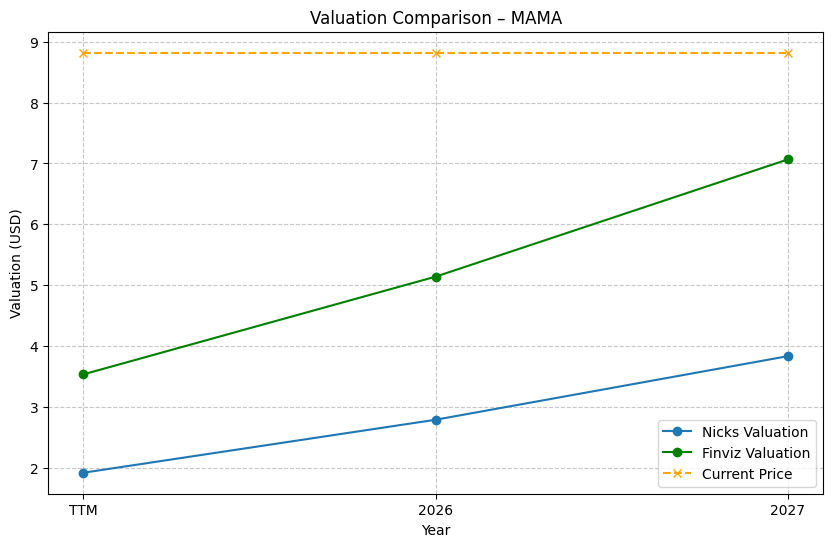 Valuation Comparison – MAMA
Valuation (USD)
9
8
7
6
5
4
3
2
TTM
2026
2027
Year
Nicks Valuation
Finviz Valuation
Current Price